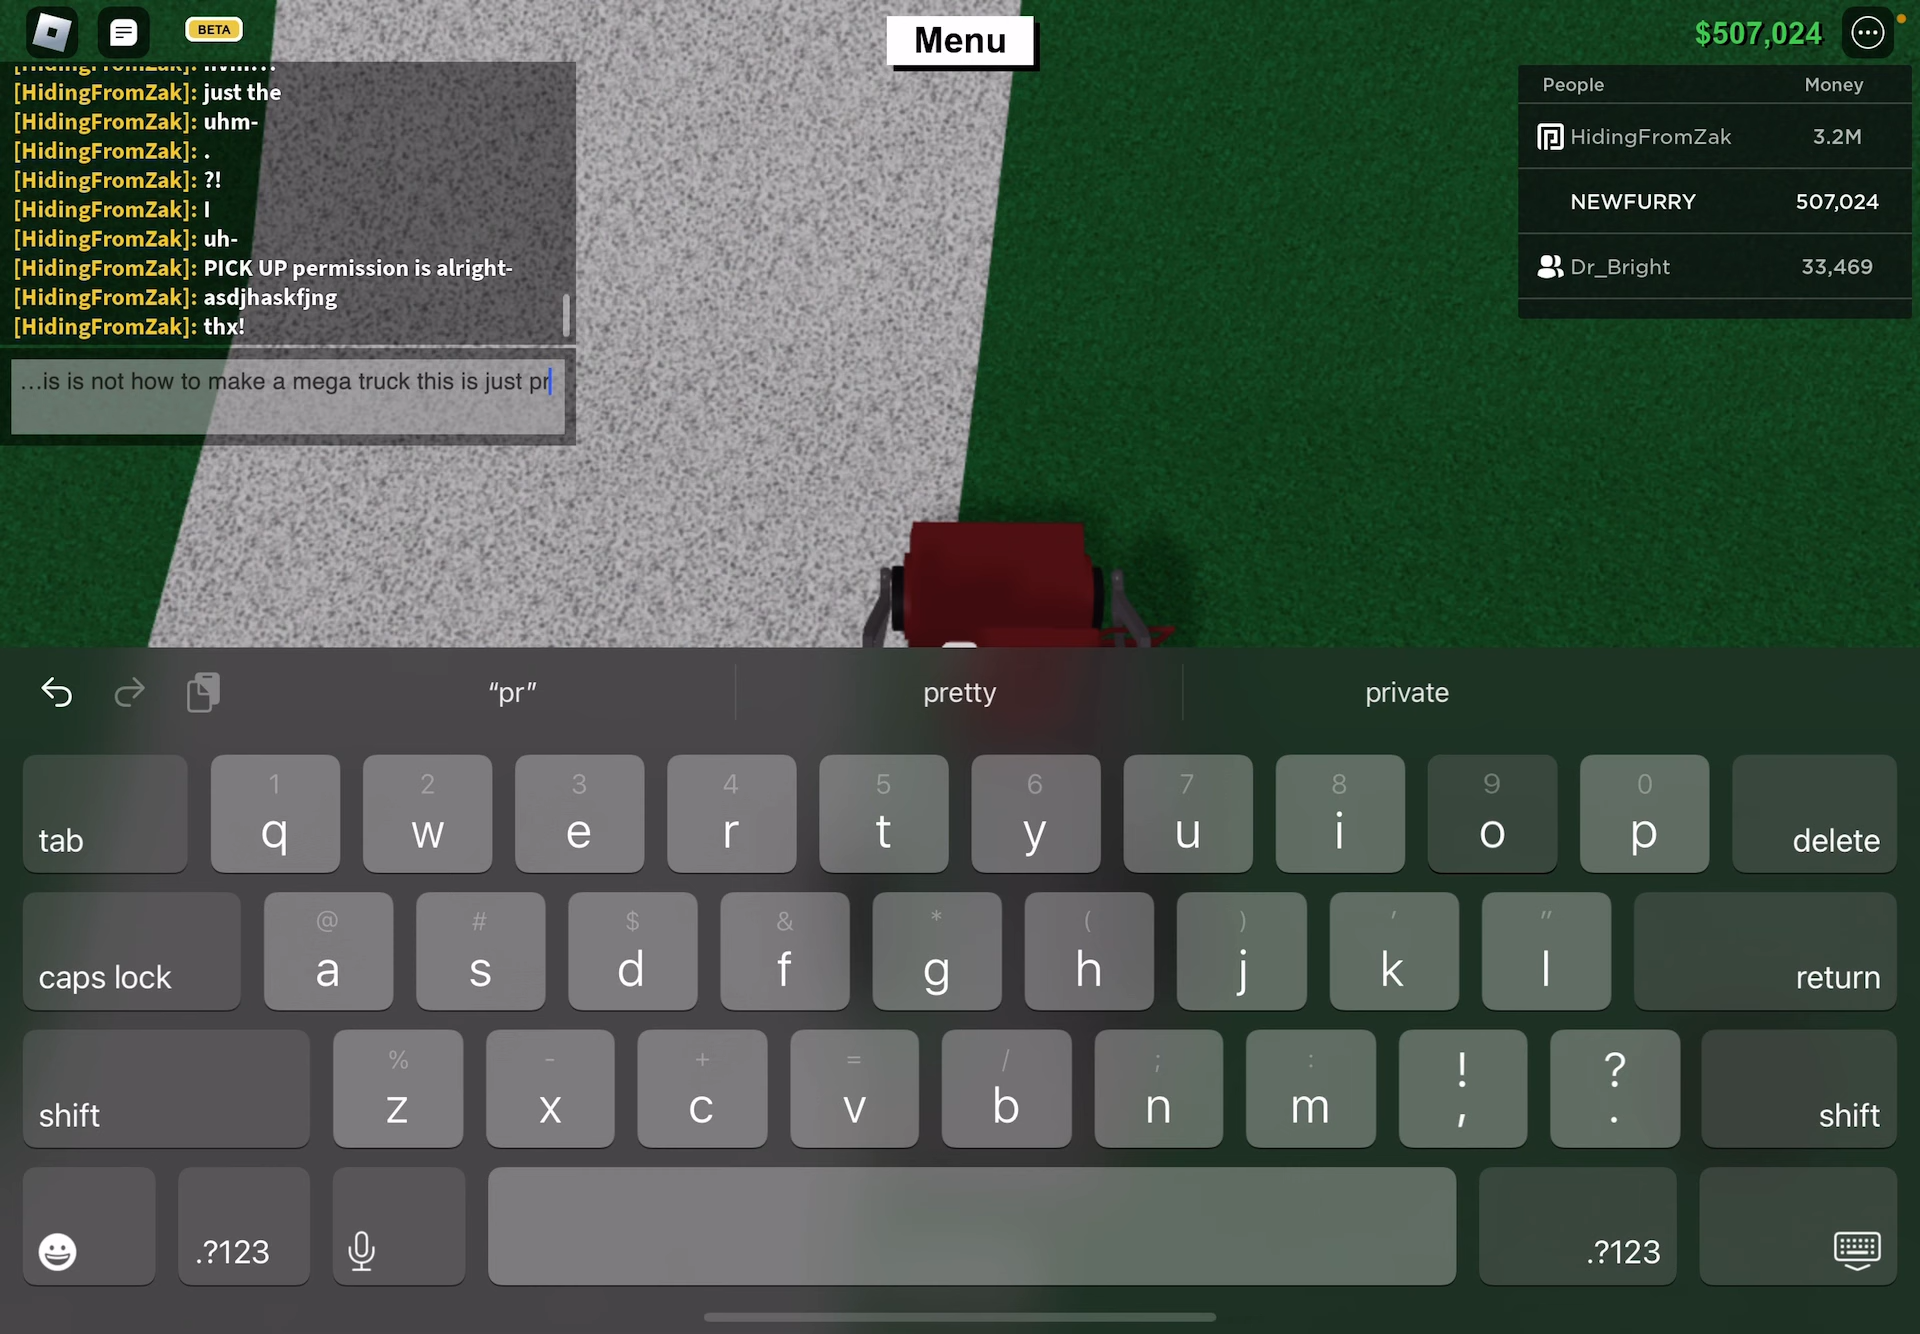 BETA
Menu
$507,024
[HidingFromZak]:
[HidingFromZak]: just the
[HidingFromZak]: uhm-
[HidingFromZak]: .
[HidingFromZak]: ?!
[HidingFromZak]: I
[HidingFromZak]: uh-
[HidingFromZak]: PICK UP permission is alright-
[HidingFromZak]: asdjhaskfjng
[HidingFromZak]: thx!
…is is not how to make a mega truck this is just pr
People Money
HidingFromZak 3.2M
NEWFURRY 507,024
Dr_Bright 33,469
“pr” pretty private
1 2 3 4 5 6 7 8 9 0
tab q w e r t y u i o p delete
@ # $ & * ( ) ' "
caps lock a s d f g h j k l return
% - + = / ; : ! ?
shift z x c v b n m , . shift
.?123 .?123